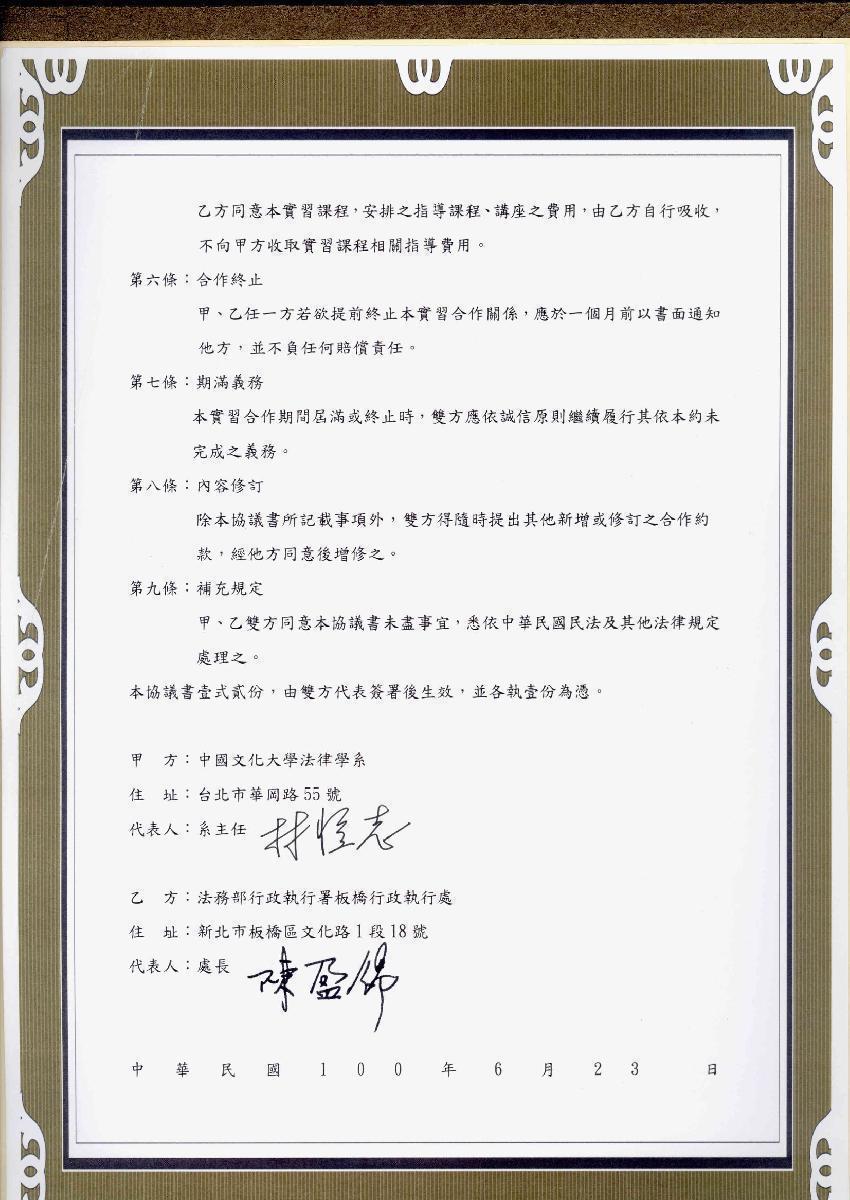 乙方同意本實習課程，安排之指導課程、講座之費用，由乙方自行吸收，
不向甲方收取實習課程相關指導費用。
第六條：合作終止
甲、乙任一方若欲提前終止本實習合作關係，應於一個月前以書面通知
他方，並不負任何賠償責任。
第七條：期滿義務
本實習合作期間屆滿或終止時，雙方應依誠信原則繼續履行其依本約未
完成之義務。
第八條：內容修訂
除本協議書所記載事項外，雙方得隨時提出其他新增或修訂之合作約
款，經他方同意後增修之。
第九條：補充規定
甲、乙雙方同意本協議書未盡事宜，悉依中華民國民法及其他法律規定
處理之。
本協議書壹式貳份，由雙方代表簽署後生效，並各執壹份為憑。
甲　方：中國文化大學法律學系
住　址：台北市華岡路 55 號
代表人：系主任 林恆志
乙　方：法務部行政執行署板橋行政執行處
住　址：新北市板橋區文化路 1 段 18 號
代表人：處長 陳盈錦
中 華 民 國 1 0 0 年 6 月 2 3 日